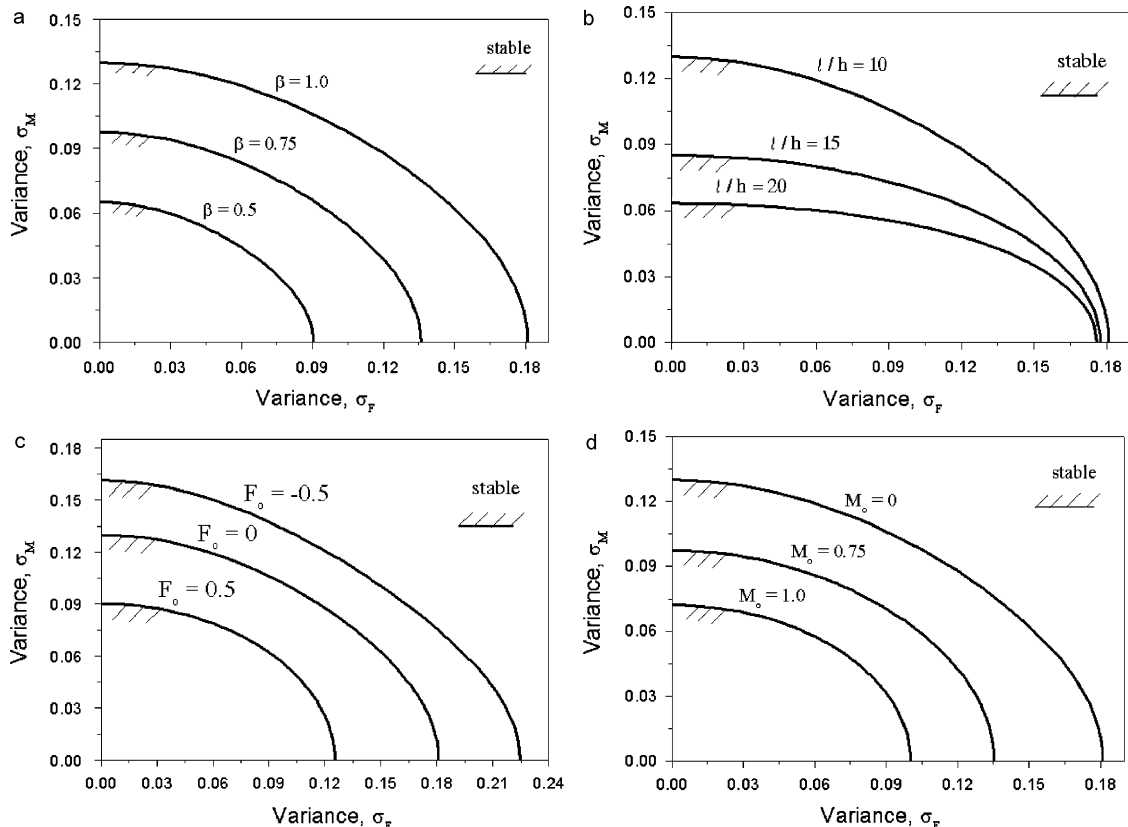 a
0.15
0.12
0.09
0.06
0.03
0.00
Variance, σM
stable
β = 1.0
β = 0.75
β = 0.5
0.00 0.03 0.06 0.09 0.12 0.15 0.18
Variance, σF
b
0.15
0.12
0.09
0.06
0.03
0.00
Variance, σM
stable
l / h = 10
l / h = 15
l / h = 20
0.00 0.03 0.06 0.09 0.12 0.15 0.18
Variance, σF
c
0.18
0.15
0.12
0.09
0.06
0.03
0.00
Variance, σM
stable
Fo = -0.5
Fo = 0
Fo = 0.5
0.00 0.03 0.06 0.09 0.12 0.15 0.18 0.21 0.24
Variance, σF
d
0.15
0.12
0.09
0.06
0.03
0.00
Variance, σM
stable
Mo = 0
Mo = 0.75
Mo = 1.0
0.00 0.03 0.06 0.09 0.12 0.15 0.18
Variance, σF